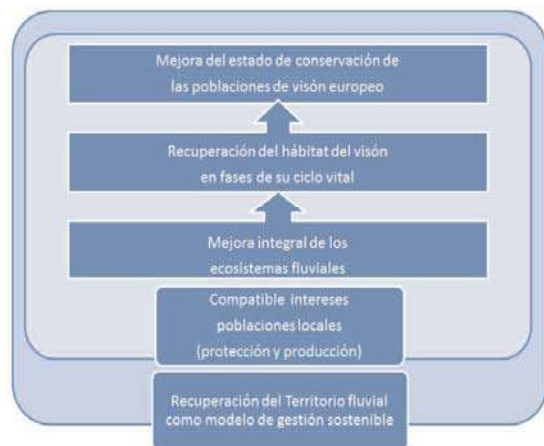 Mejora del estado de conservación de
las poblaciones de visón europeo
Recuperación del hábitat del visón
en fases de su ciclo vital
Mejora integral de los
ecosistemas fluviales
Compatible intereses
poblaciones locales
(protección y producción)
Recuperación del Territorio fluvial
como modelo de gestión sostenible